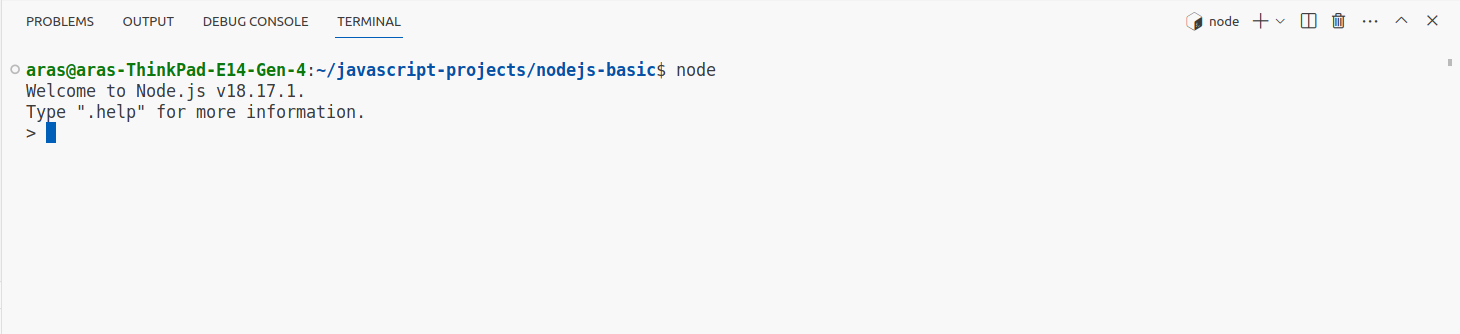 PROBLEMS OUTPUT DEBUG CONSOLE TERMINAL node
aras@aras-ThinkPad-E14-Gen-4:~/javascript-projects/nodejs-basic$ node
Welcome to Node.js v18.17.1.
Type ".help" for more information.
>